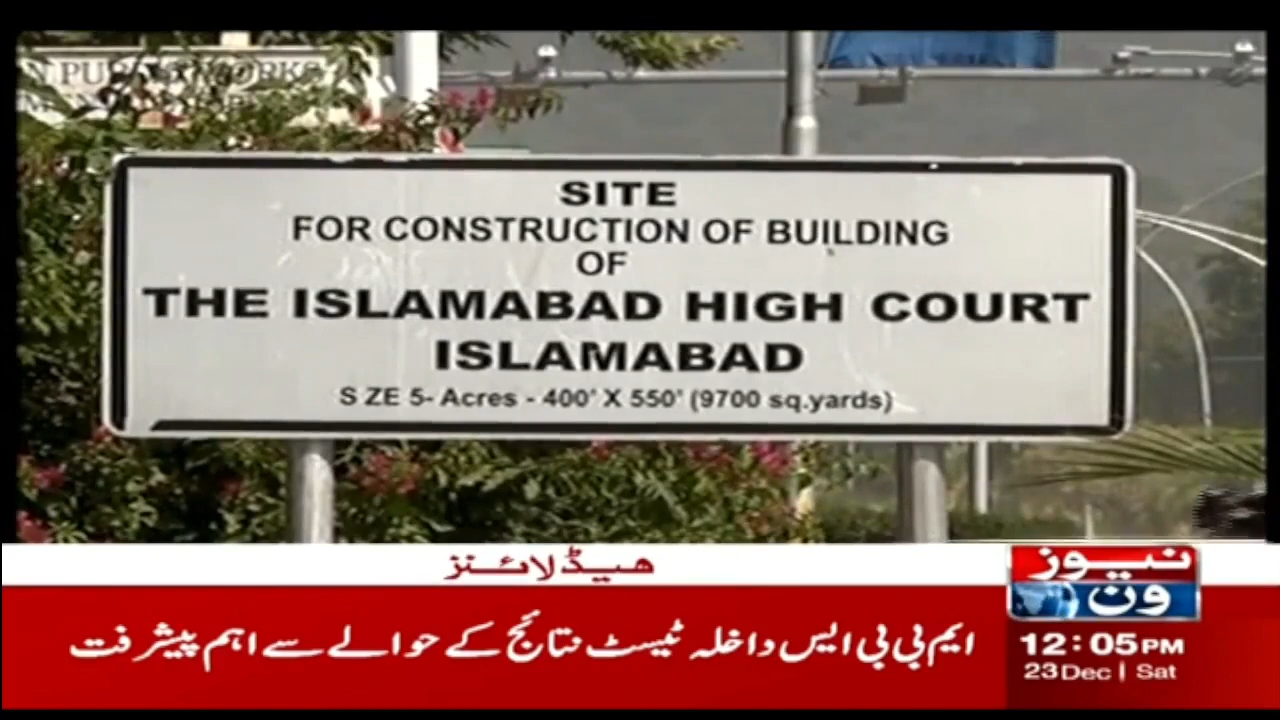 SITE
FOR CONSTRUCTION OF BUILDING
OF
THE ISLAMABAD HIGH COURT
ISLAMABAD
S ZE 5- Acres - 400' X 550' (9700 sq.yards)
ہیڈلائنز
نیوز
ون
ایم بی بی ایس داخلہ ٹیسٹ نتائج کے حوالے سے اہم پیشرفت
12:05PM
23Dec | Sat